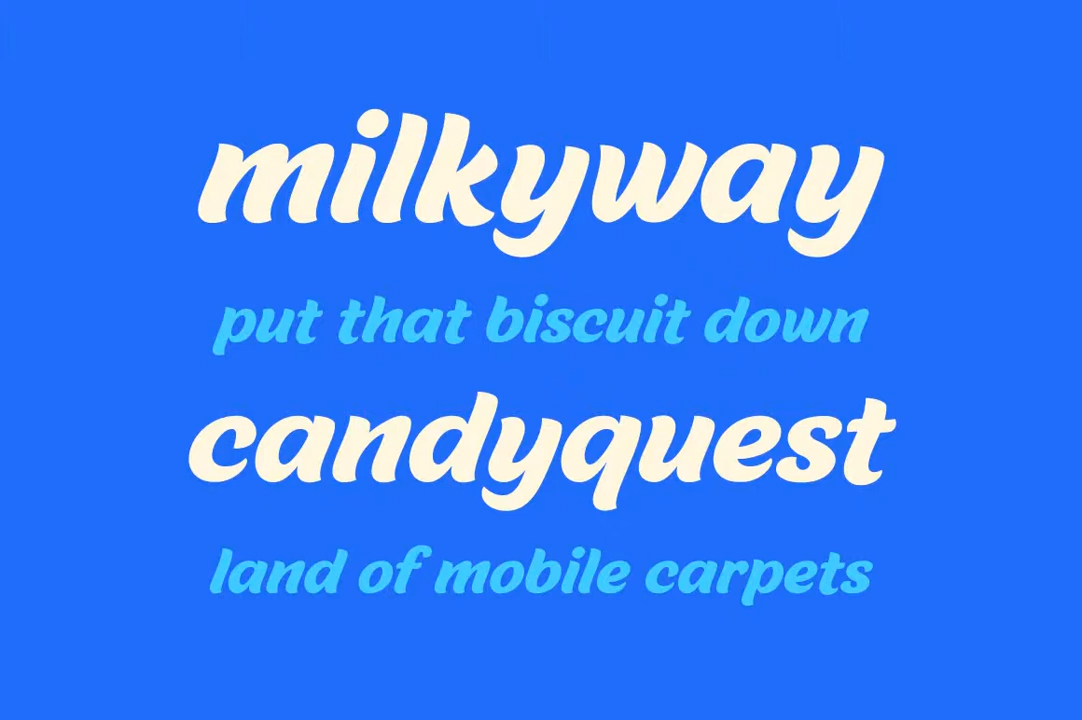 milkyway
put that biscuit down
candyquest
land of mobile carpets